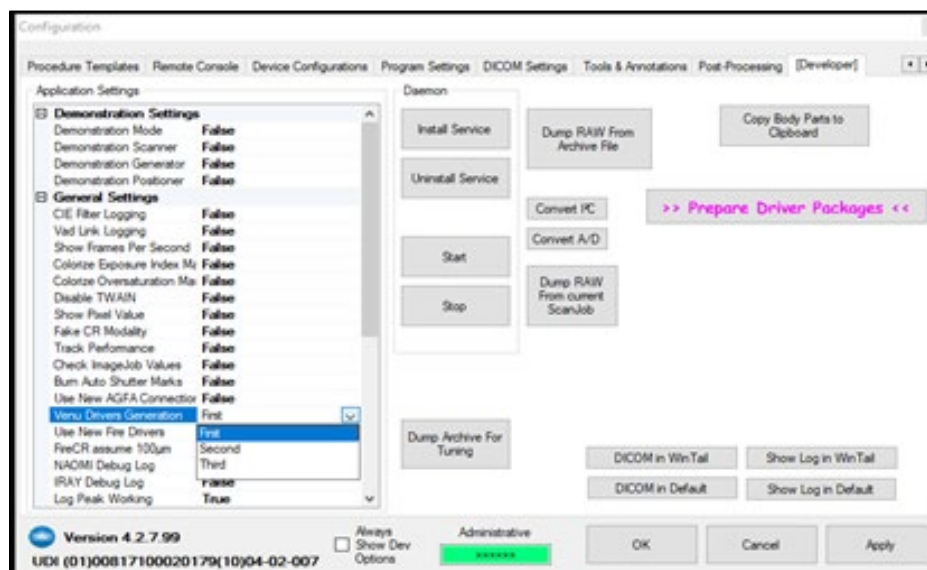 Configuration
Procedure Templates Remote Console Device Configurations Program Settings DICOM Settings Tools & Annotations Post-Processing [Developer]
Application Settings
Demonstration Settings
Demonstration Mode False
Demonstration Scanner False
Demonstration Generator False
Demonstration Positioner False
General Settings
CIE Filter Logging False
Vad Link Logging False
Show Frames Per Second False
Colorize Exposure Index Ma False
Colorize Oversaturation Mas False
Disable TWAIN False
Show Pixel Value False
Fake CR Modality False
Track Performance False
Check ImageJob Values False
Burn Auto Shutter Marks False
Use New AGFA Connection False
Venu Drivers Generation First
Use New Fire Drivers First
FireCR assume 100µm Second
NAOMI Debug Log Third
IRAY Debug Log False
Log Peak Working True
Daemon
Install Service
Uninstall Service
Start
Stop
Dump Archive For
Tuning
Dump RAW From
Archive File
Convert I²C
Convert A/D
Dump RAW
From current
ScanJob
Copy Body Parts to
Clipboard
>> Prepare Driver Packages <<
DICOM in WinTail Show Log in WinTail
DICOM in Default Show Log in Default
Version 4.2.7.99
UDI (01)00817100020179(10)04-02-007
Always
Show Dev
Options
Administrative
>>>>>>
OK Cancel Apply